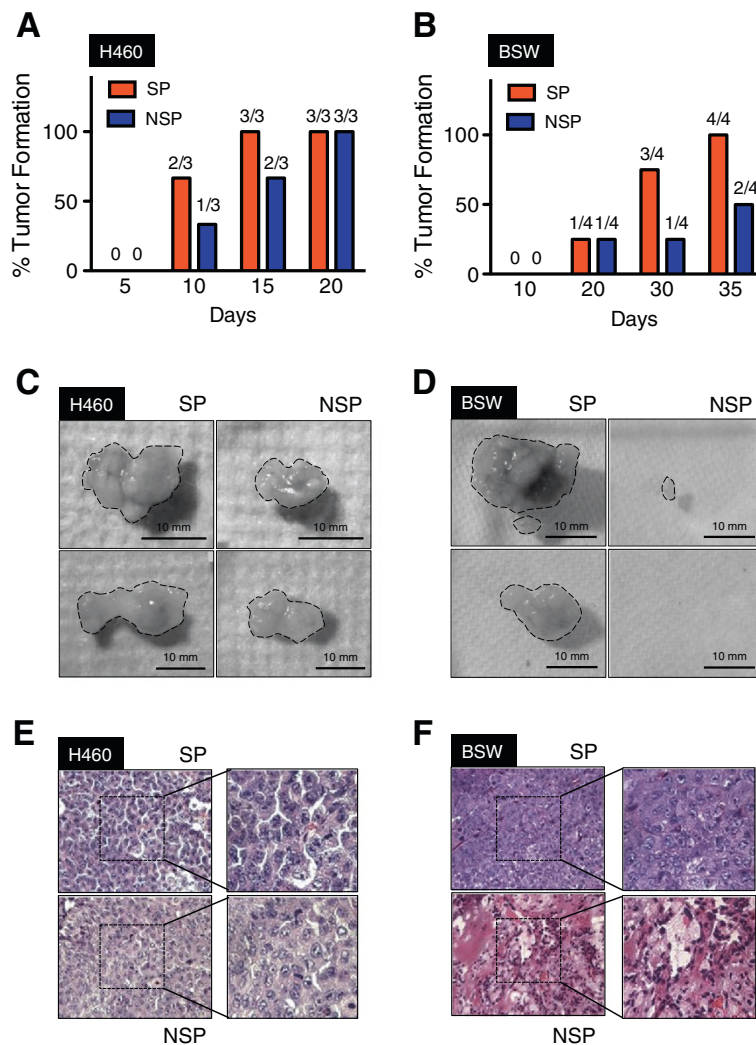 A
H460
SP
NSP
% Tumor Formation
100
50
0
0 0
2/3
1/3
3/3
2/3
3/3 3/3
5 10 15 20
Days
B
BSW
SP
NSP
% Tumor Formation
100
50
0
0 0
1/4 1/4
3/4
1/4
4/4
2/4
10 20 30 35
Days
C
H460
SP
NSP
10 mm
10 mm
10 mm
10 mm
D
BSW
SP
NSP
10 mm
10 mm
10 mm
10 mm
E
H460
SP
NSP
F
BSW
SP
NSP